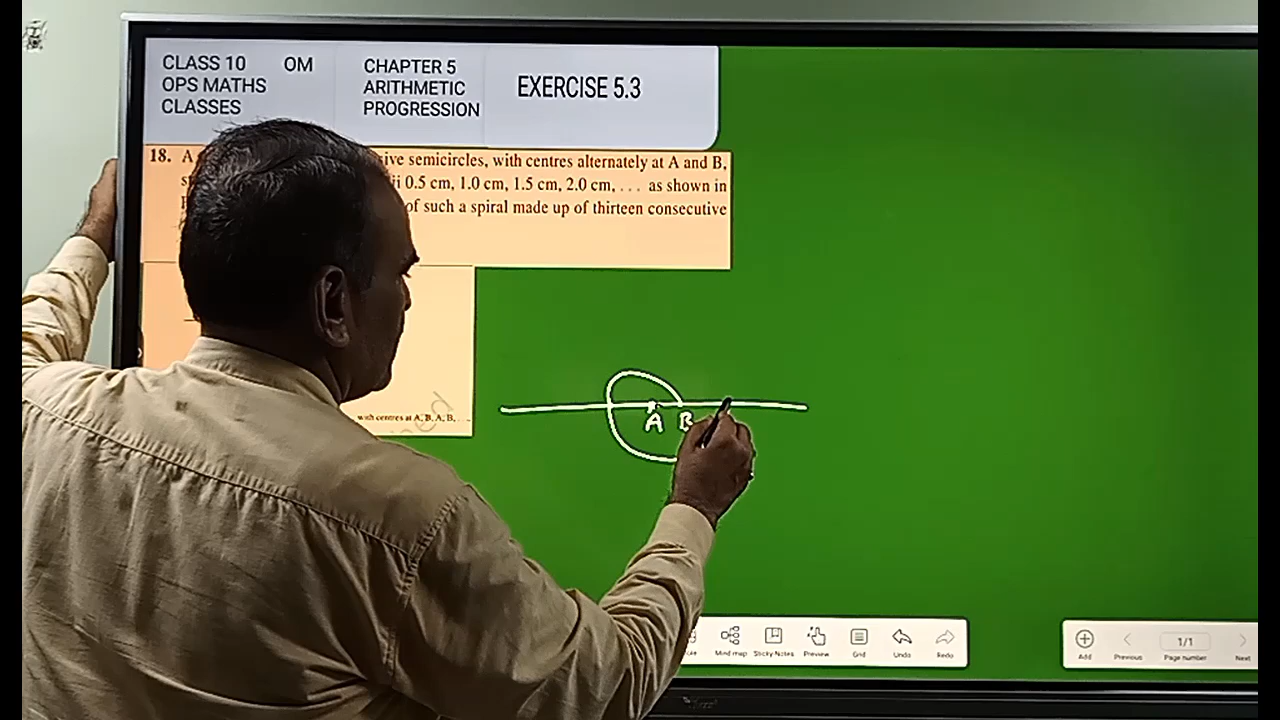 CLASS 10 OM
OPS MATHS
CLASSES
CHAPTER 5
ARITHMETIC
PROGRESSION
EXERCISE 5.3
18. A sive semicircles, with centres alternately at A and B,
ii 0.5 cm, 1.0 cm, 1.5 cm, 2.0 cm, . . . as shown in
of such a spiral made up of thirteen consecutive
with centres at A, B, A, B,
A B
Mind map Sticky Notes Preview Grid Undo Redo
Add Previous 1/1 Page number Next